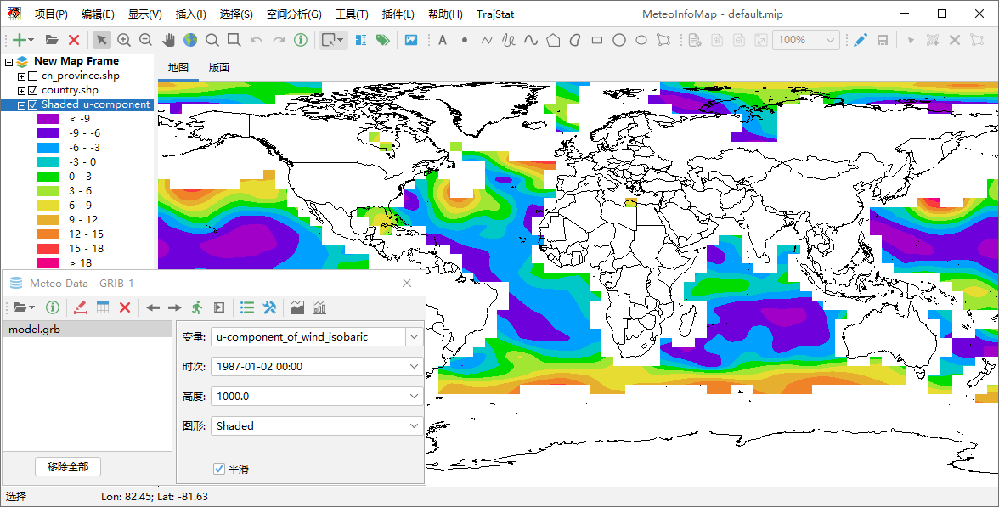 项目(P) 编辑(E) 显示(V) 插入(I) 选择(S) 空间分析(G) 工具(T) 插件(L) 帮助(H) TrajStat MeteoInfoMap - default.mip
A 100%
New Map Frame
cn_province.shp
country.shp
Shaded_u-component_
< -9
-9 - -6
-6 - -3
-3 - 0
0 - 3
3 - 6
6 - 9
9 - 12
12 - 15
15 - 18
> 18
地图 版面
Meteo Data - GRIB-1
model.grb
变量: u-component_of_wind_isobaric
时次: 1987-01-02 00:00
高度: 1000.0
图形: Shaded
平滑
移除全部
选择 Lon: 82.45; Lat: -81.63